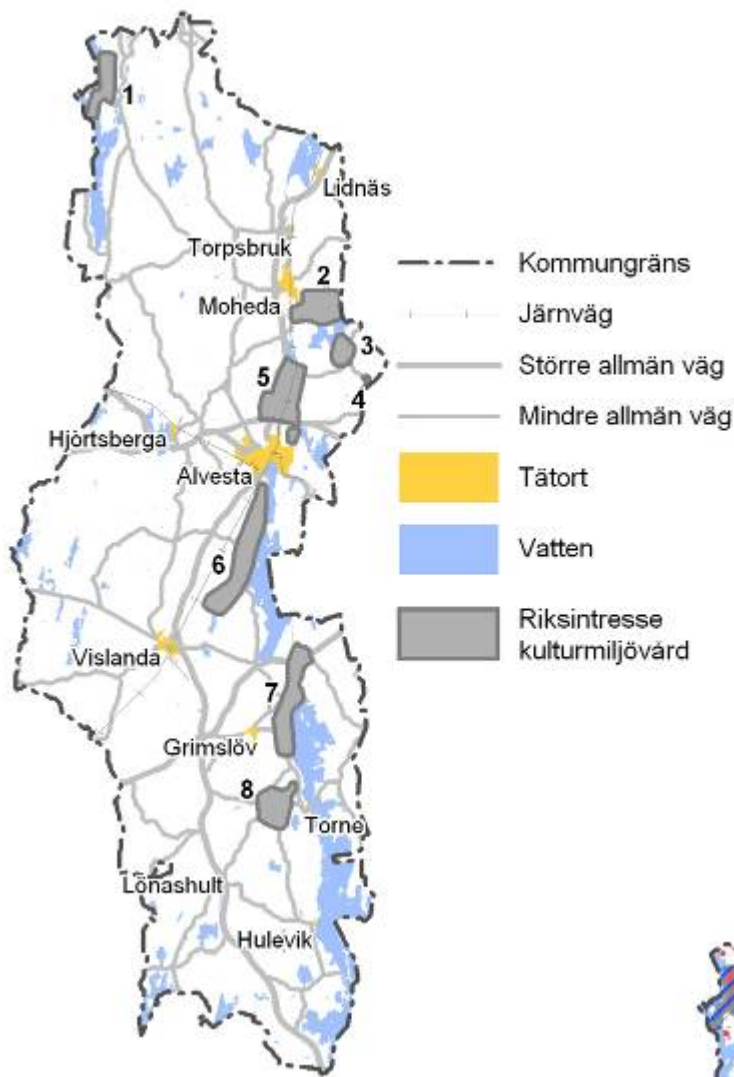 1
Lidnäs
Torpsbruk
2
Moheda
3
5
4
Hjortsberga
Alvesta
6
Vislanda
7
Grimslöv
8
Torne
Lönashult
Hulevik
Kommungräns
Järnväg
Större allmän väg
Mindre allmän väg
Tätort
Vatten
Riksintresse
kulturmiljövård